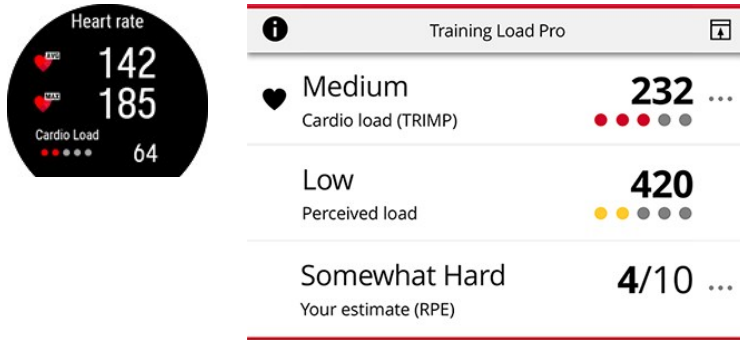 Heart rate
AVG 142
MAX 185
Cardio Load
64
Training Load Pro
Medium 232
Cardio load (TRIMP)
Low 420
Perceived load
Somewhat Hard 4/10
Your estimate (RPE)